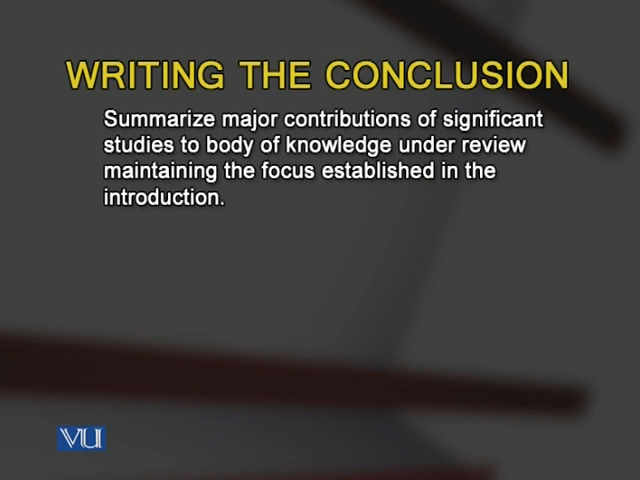 WRITING THE CONCLUSION
Summarize major contributions of significant
studies to body of knowledge under review
maintaining the focus established in the
introduction.
VU